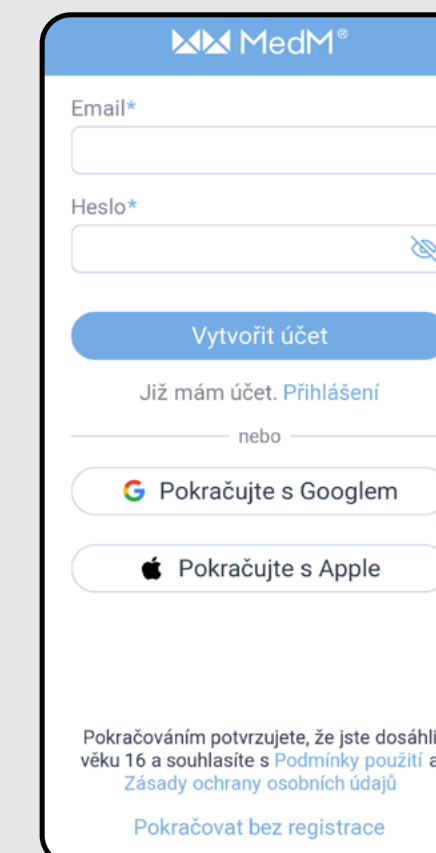 MedM®
Email*
Heslo*
Vytvořit účet
Již mám účet. Přihlášení
nebo
Pokračujte s Googlem
Pokračujte s Apple
Pokračováním potvrzujete, že jste dosáhli
věku 16 a souhlasíte s Podmínky použití a
Zásady ochrany osobních údajů
Pokračovat bez registrace